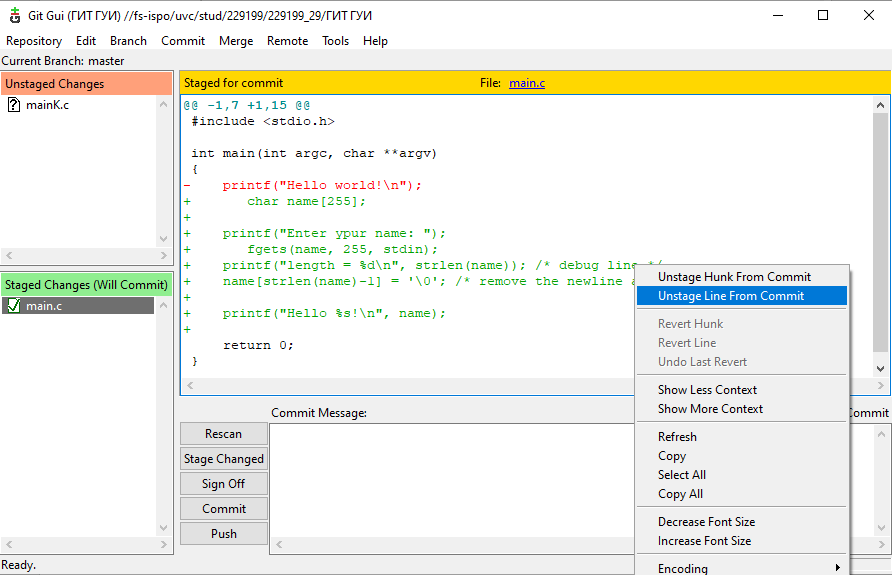 Git Gui (ГИТ ГУИ) //fs-ispo/uvc/stud/229199/229199_29/ГИТ ГУИ
Repository Edit Branch Commit Merge Remote Tools Help
Current Branch: master
Unstaged Changes
mainK.c
Staged Changes (Will Commit)
main.c
Staged for commit File: main.c
@@ -1,7 +1,15 @@
#include <stdio.h>
int main(int argc, char **argv)
{
- printf("Hello world!\n");
+ char name[255];
+
+ printf("Enter ypur name: ");
+ fgets(name, 255, stdin);
+ printf("length = %d\n", strlen(name)); /* debug line */
+ name[strlen(name)-1] = '\0'; /* remove the newline a
+
+ printf("Hello %s!\n", name);
+
return 0;
}
Unstage Hunk From Commit
Unstage Line From Commit
Revert Hunk
Revert Line
Undo Last Revert
Show Less Context
Show More Context
Refresh
Copy
Select All
Copy All
Decrease Font Size
Increase Font Size
Encoding
Commit Message:
Commit
Rescan
Stage Changed
Sign Off
Commit
Push
Ready.